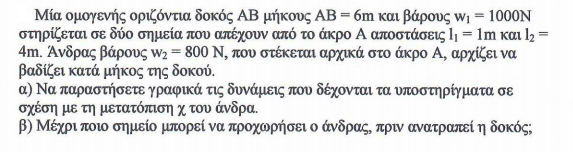 Μία ομογενής οριζόντια δοκός ΑΒ μήκους ΑΒ = 6m και βάρους w₁ = 1000N
στηρίζεται σε δύο σημεία που απέχουν από το άκρο Α αποστάσεις l₁ = 1m και l₂ =
4m. Άνδρας βάρους w₂ = 800 N, που στέκεται αρχικά στο άκρο Α, αρχίζει να
βαδίζει κατά μήκος της δοκού.
α) Να παραστήσετε γραφικά τις δυνάμεις που δέχονται τα υποστηρίγματα σε
σχέση με τη μετατόπιση χ του άνδρα.
β) Μέχρι ποιο σημείο μπορεί να προχωρήσει ο άνδρας, πριν ανατραπεί η δοκός;